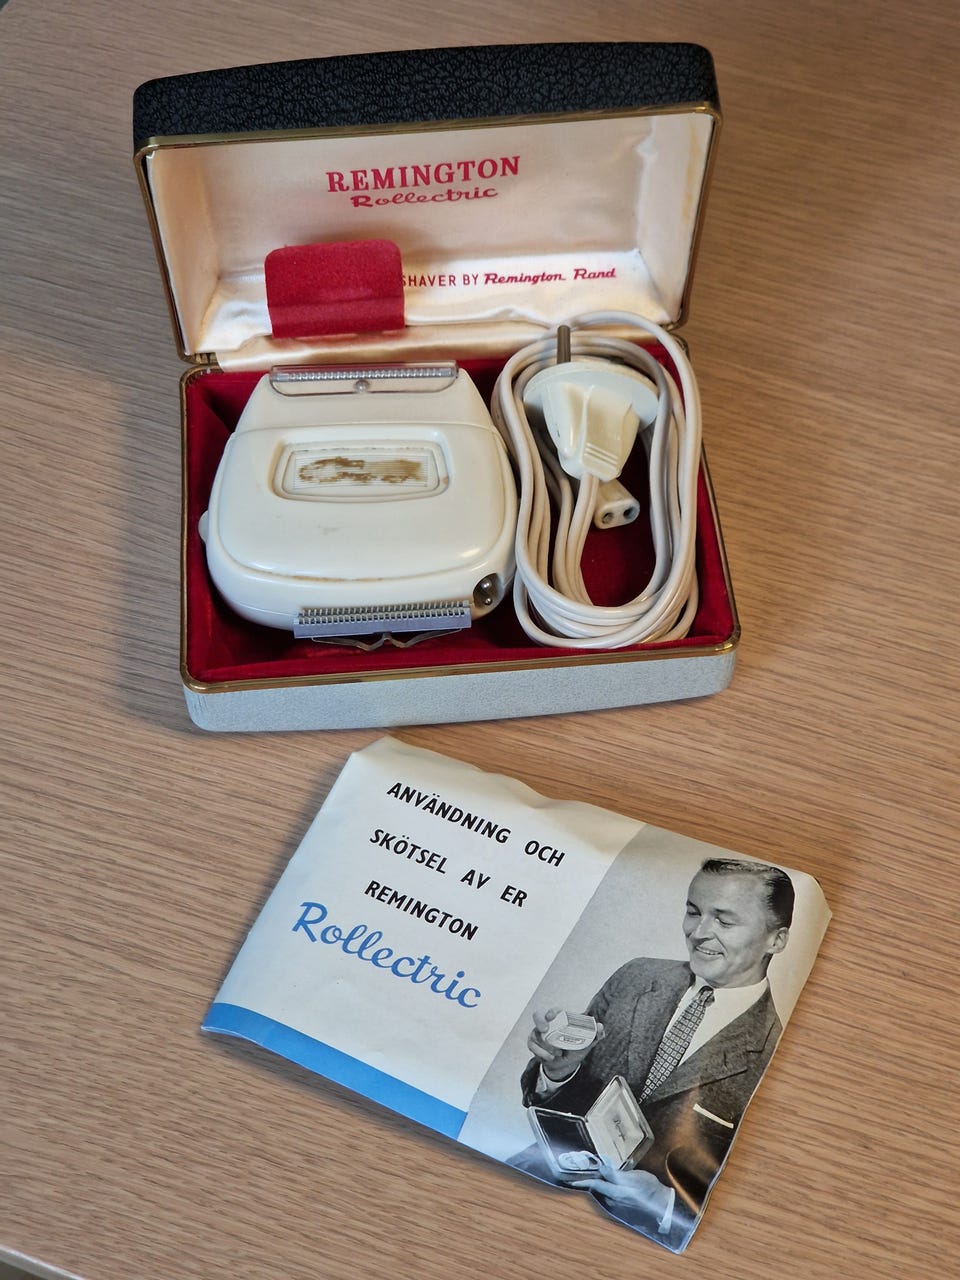 REMINGTON
Rollectric
SHAVER BY Remington Rand
ANVÄNDNING OCH
SKÖTSEL AV ER
REMINGTON
Rollectric